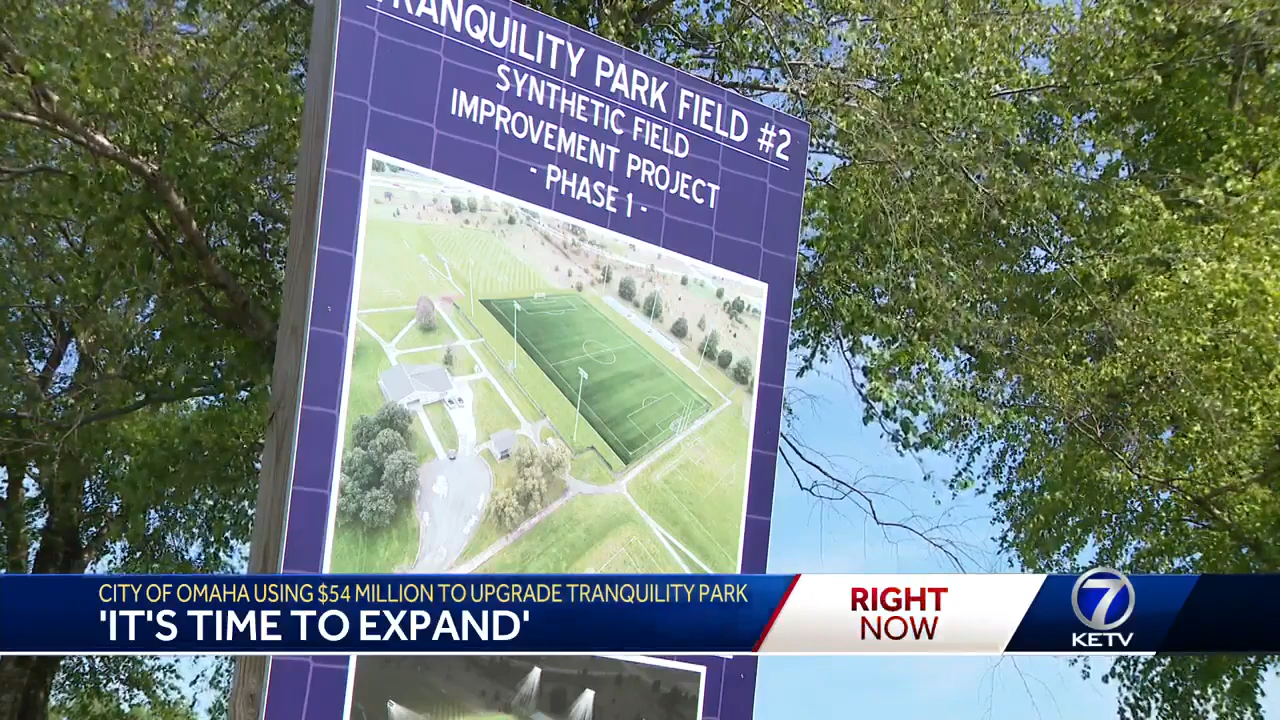 TRANQUILITY PARK FIELD #2
SYNTHETIC FIELD
IMPROVEMENT PROJECT
- PHASE 1 -
CITY OF OMAHA USING $54 MILLION TO UPGRADE TRANQUILITY PARK
'IT'S TIME TO EXPAND'
RIGHT
NOW
7
KETV